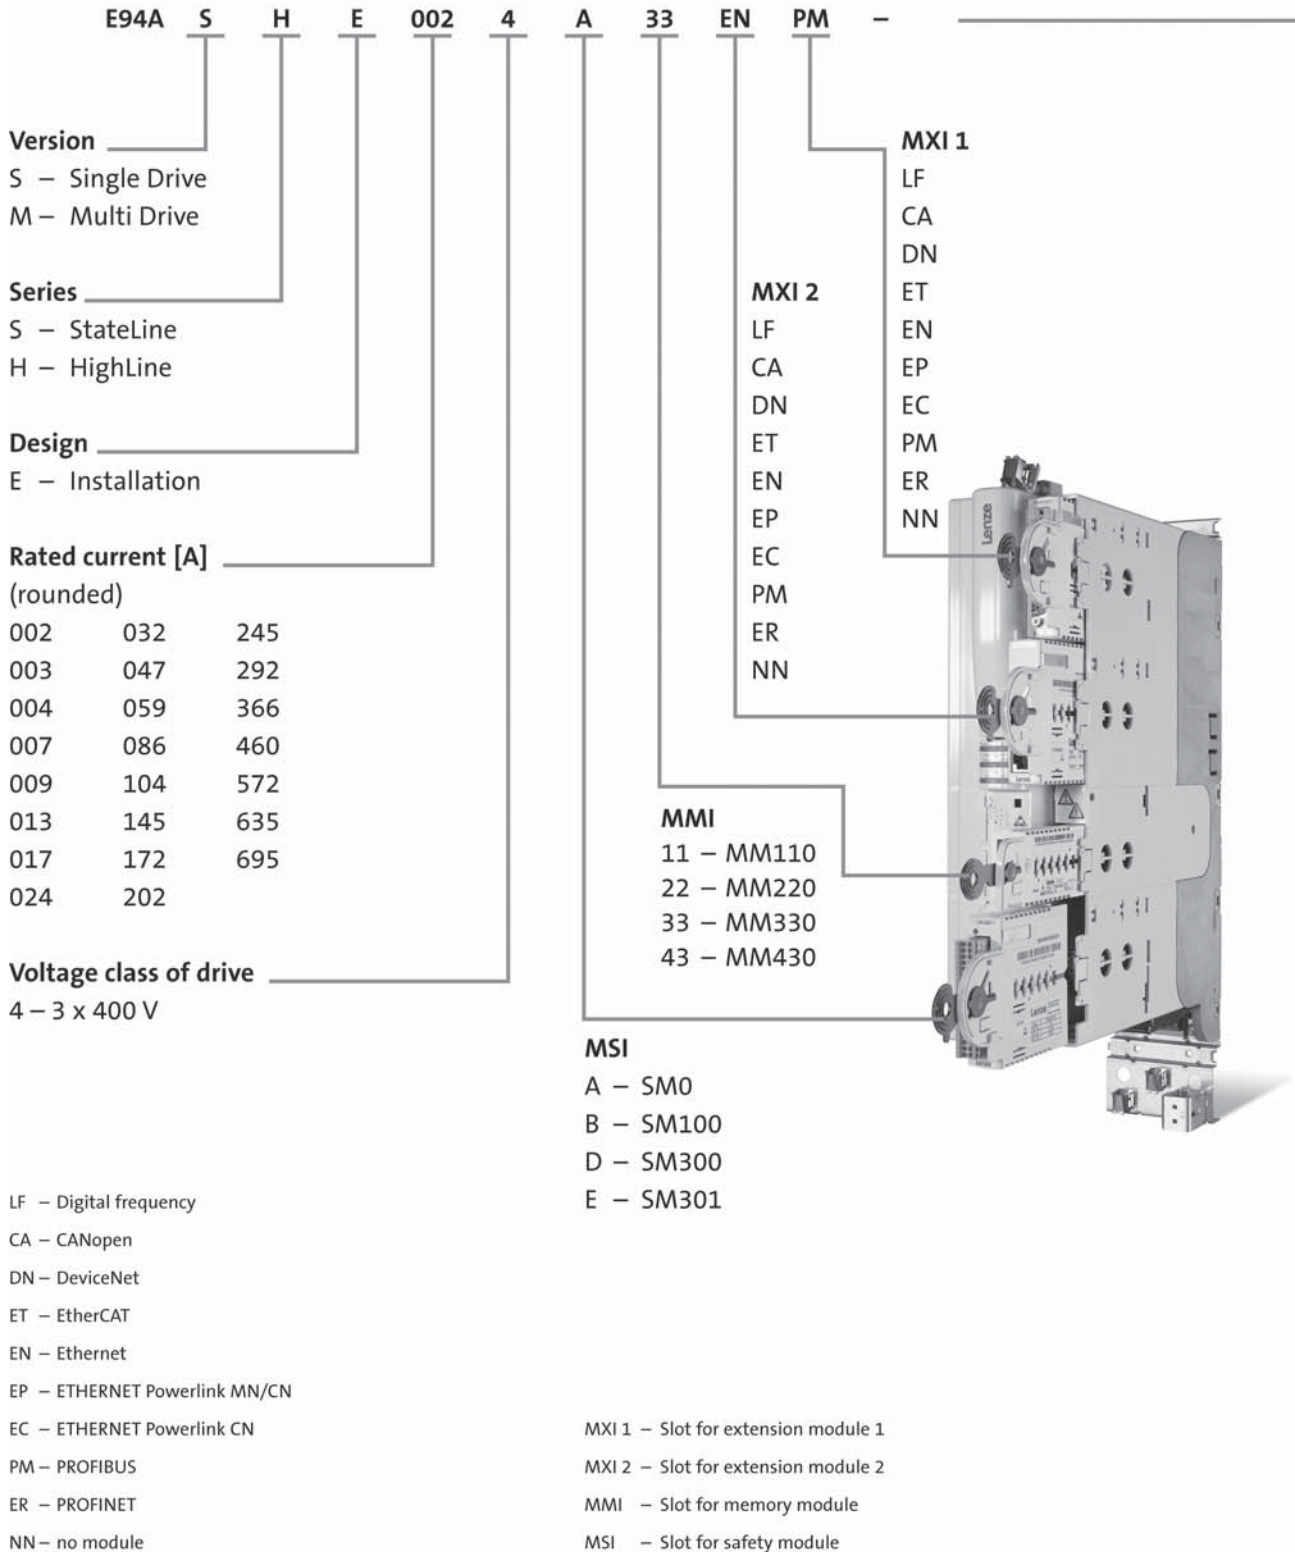 E94A S H E 002 4 A 33 EN PM –
Version
S – Single Drive
M – Multi Drive
Series
S – StateLine
H – HighLine
Design
E – Installation
Rated current [A]
(rounded)
002 032 245
003 047 292
004 059 366
007 086 460
009 104 572
013 145 635
017 172 695
024 202
Voltage class of drive
4 – 3 x 400 V
MXI 1
LF
CA
DN
ET
EN
EP
EC
PM
ER
NN
MXI 2
LF
CA
DN
ET
EN
EP
EC
PM
ER
NN
Lenze
MMI
11 – MM110
22 – MM220
33 – MM330
43 – MM430
Lenze
Lenze
MSI
A – SM0
B – SM100
D – SM300
E – SM301
LF – Digital frequency
CA – CANopen
DN – DeviceNet
ET – EtherCAT
EN – Ethernet
EP – ETHERNET Powerlink MN/CN
EC – ETHERNET Powerlink CN
PM – PROFIBUS
ER – PROFINET
NN – no module
MXI 1 – Slot for extension module 1
MXI 2 – Slot for extension module 2
MMI – Slot for memory module
MSI – Slot for safety module